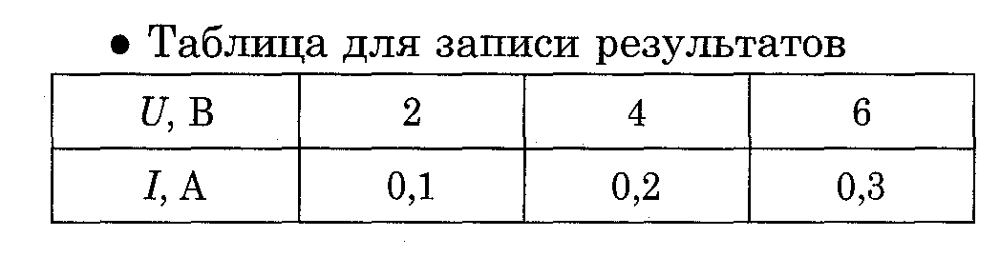 • Таблица для записи результатов
U, В 2 4 6
I, А 0,1 0,2 0,3